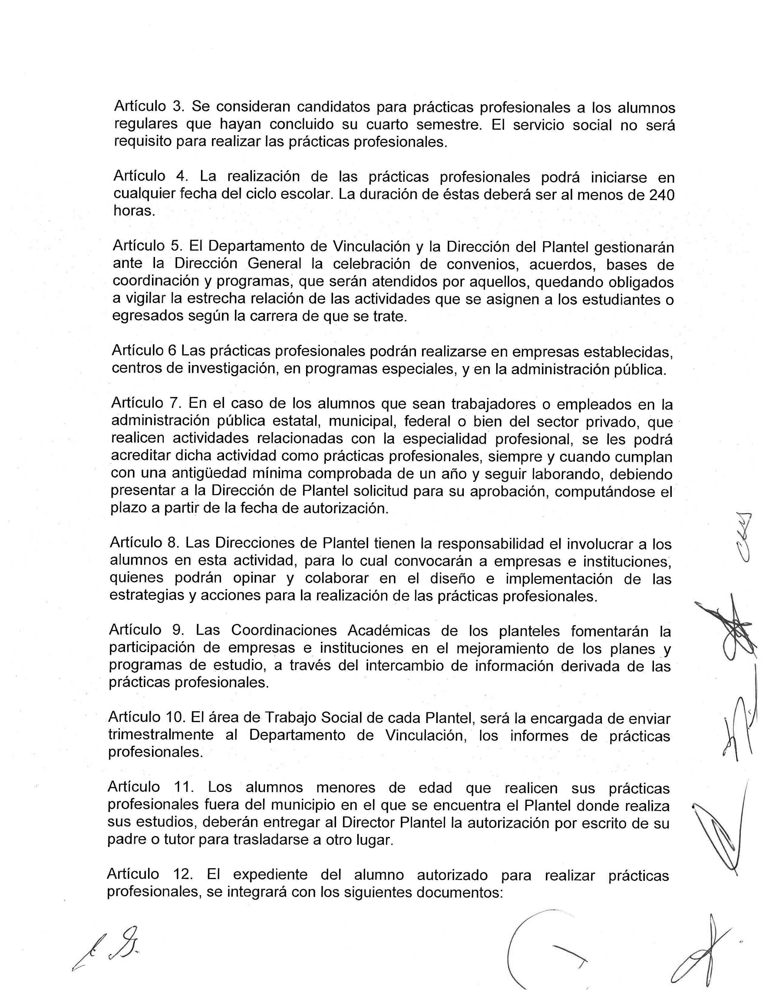 Artículo 3. Se consideran candidatos para prácticas profesionales a los alumnos
regulares que hayan concluido su cuarto semestre. El servicio social no será
requisito para realizar las prácticas profesionales.
Artículo 4. La realización de las prácticas profesionales podrá iniciarse en
cualquier fecha del ciclo escolar. La duración de éstas deberá ser al menos de 240
horas.
Artículo 5. El Departamento de Vinculación y la Dirección del Plantel gestionarán
ante la Dirección General la celebración de convenios, acuerdos, bases de
coordinación y programas, que serán atendidos por aquellos, quedando obligados
a vigilar la estrecha relación de las actividades que se asignen a los estudiantes o
egresados según la carrera de que se trate.
Artículo 6 Las prácticas profesionales podrán realizarse en empresas establecidas,
centros de investigación, en programas especiales, y en la administración pública.
Artículo 7. En el caso de los alumnos que sean trabajadores o empleados en la
administración pública estatal, municipal, federal o bien del sector privado, que
realicen actividades relacionadas con la especialidad profesional, se les podrá
acreditar dicha actividad como prácticas profesionales, siempre y cuando cumplan
con una antigüedad mínima comprobada de un año y seguir laborando, debiendo
presentar a la Dirección de Plantel solicitud para su aprobación, computándose el
plazo a partir de la fecha de autorización.
Artículo 8. Las Direcciones de Plantel tienen la responsabilidad el involucrar a los
alumnos en esta actividad, para lo cual convocarán a empresas e instituciones,
quienes podrán opinar y colaborar en el diseño e implementación de las
estrategias y acciones para la realización de las prácticas profesionales.
Artículo 9. Las Coordinaciones Académicas de los planteles fomentarán la
participación de empresas e instituciones en el mejoramiento de los planes y
programas de estudio, a través del intercambio de información derivada de las
prácticas profesionales.
Artículo 10. El área de Trabajo Social de cada Plantel, será la encargada de enviar
trimestralmente al Departamento de Vinculación, los informes de prácticas
profesionales.
Artículo 11. Los alumnos menores de edad que realicen sus prácticas
profesionales fuera del municipio en el que se encuentra el Plantel donde realiza
sus estudios, deberán entregar al Director Plantel la autorización por escrito de su
padre o tutor para trasladarse a otro lugar.
Artículo 12. El expediente del alumno autorizado para realizar prácticas
profesionales, se integrará con los siguientes documentos: